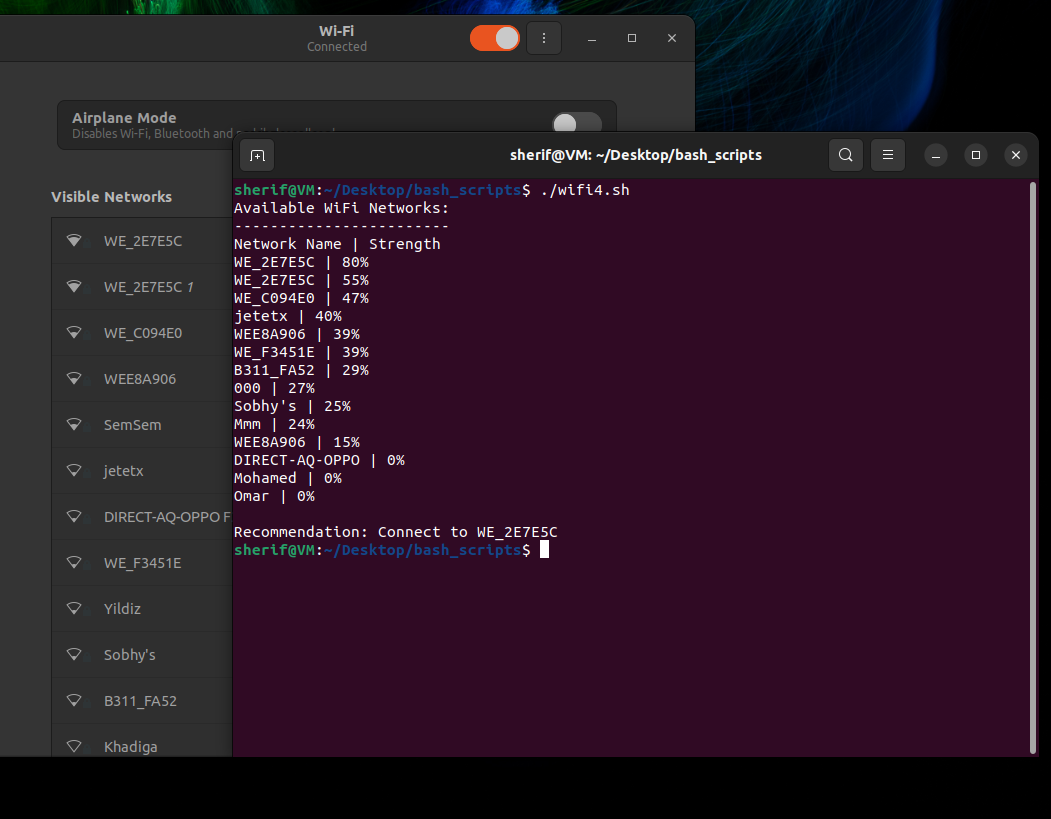 Wi-Fi
Connected
Airplane Mode
Disables Wi-Fi, Bluetooth and
Visible Networks
WE_2E7E5C
WE_2E7E5C 1
WE_C094E0
WEE8A906
SemSem
jetetx
DIRECT-AQ-OPPO F
WE_F3451E
Yildiz
Sobhy's
B311_FA52
Khadiga
sherif@VM: ~/Desktop/bash_scripts
sherif@VM:~/Desktop/bash_scripts$ ./wifi4.sh
Available WiFi Networks:
------------------------
Network Name | Strength
WE_2E7E5C | 80%
WE_2E7E5C | 55%
WE_C094E0 | 47%
jetetx | 40%
WEE8A906 | 39%
WE_F3451E | 39%
B311_FA52 | 29%
000 | 27%
Sobhy's | 25%
Mmm | 24%
WEE8A906 | 15%
DIRECT-AQ-OPPO | 0%
Mohamed | 0%
Omar | 0%
Recommendation: Connect to WE_2E7E5C
sherif@VM:~/Desktop/bash_scripts$